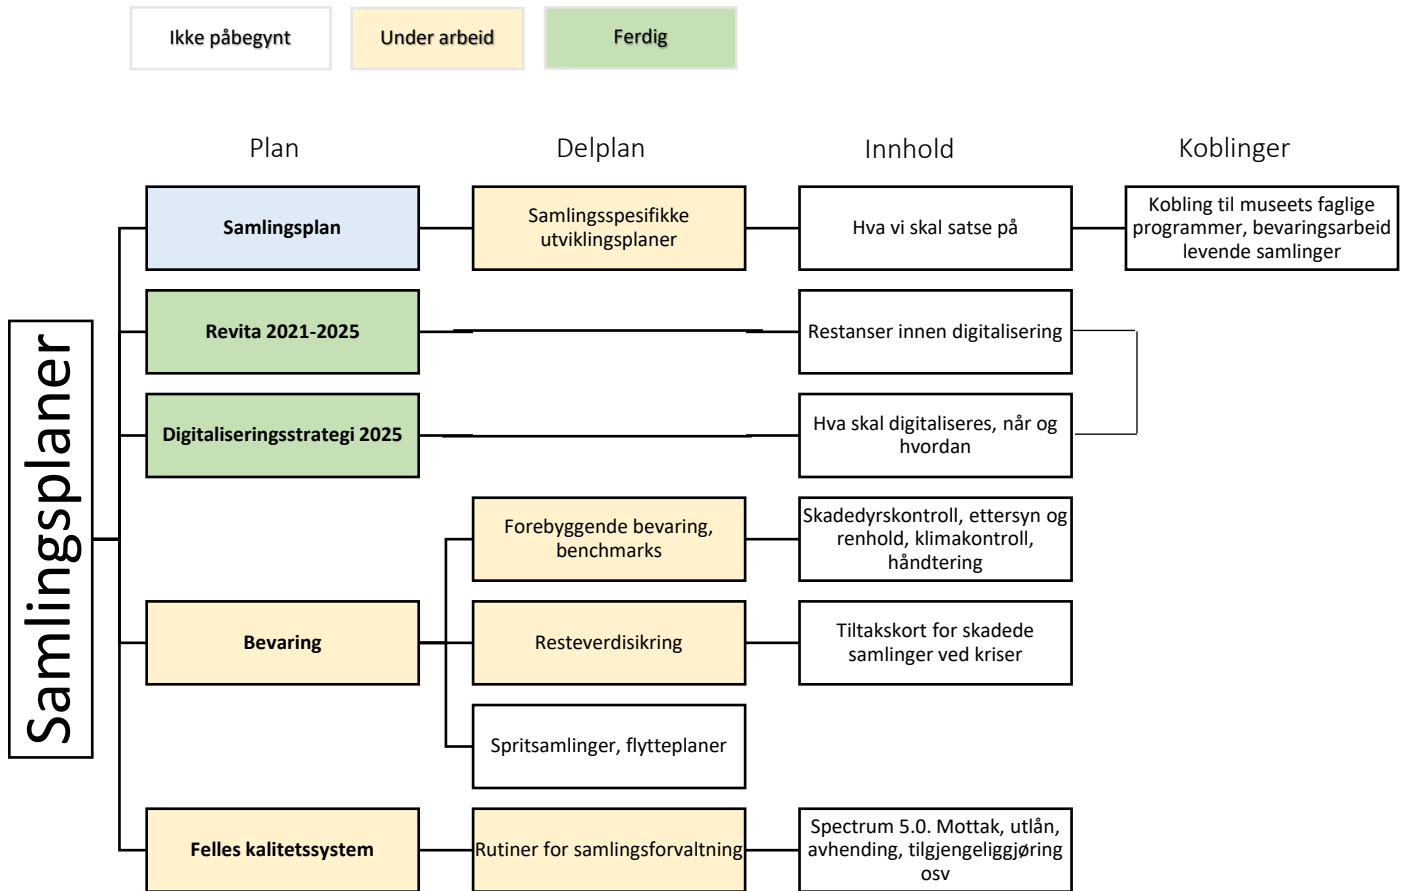 Ikke påbegynt
Under arbeid
Ferdig
Plan
Delplan
Innhold
Koblinger
Samlingsplaner
Samlingsplan
Samlingsspesifikke
utviklingsplaner
Hva vi skal satse på
Kobling til museets faglige
programmer, bevaringsarbeid
levende samlinger
Revita 2021-2025
Restanser innen digitalisering
Digitaliseringsstrategi 2025
Hva skal digitaliseres, når og
hvordan
Forebyggende bevaring,
benchmarks
Skadedyrskontroll, ettersyn og
renhold, klimakontroll,
håndtering
Bevaring
Resteverdisikring
Tiltakskort for skadede
samlinger ved kriser
Spritsamlinger, flytteplaner
Felles kalitetssystem
Rutiner for samlingsforvaltning
Spectrum 5.0. Mottak, utlån,
avhending, tilgjengeliggjøring
osv